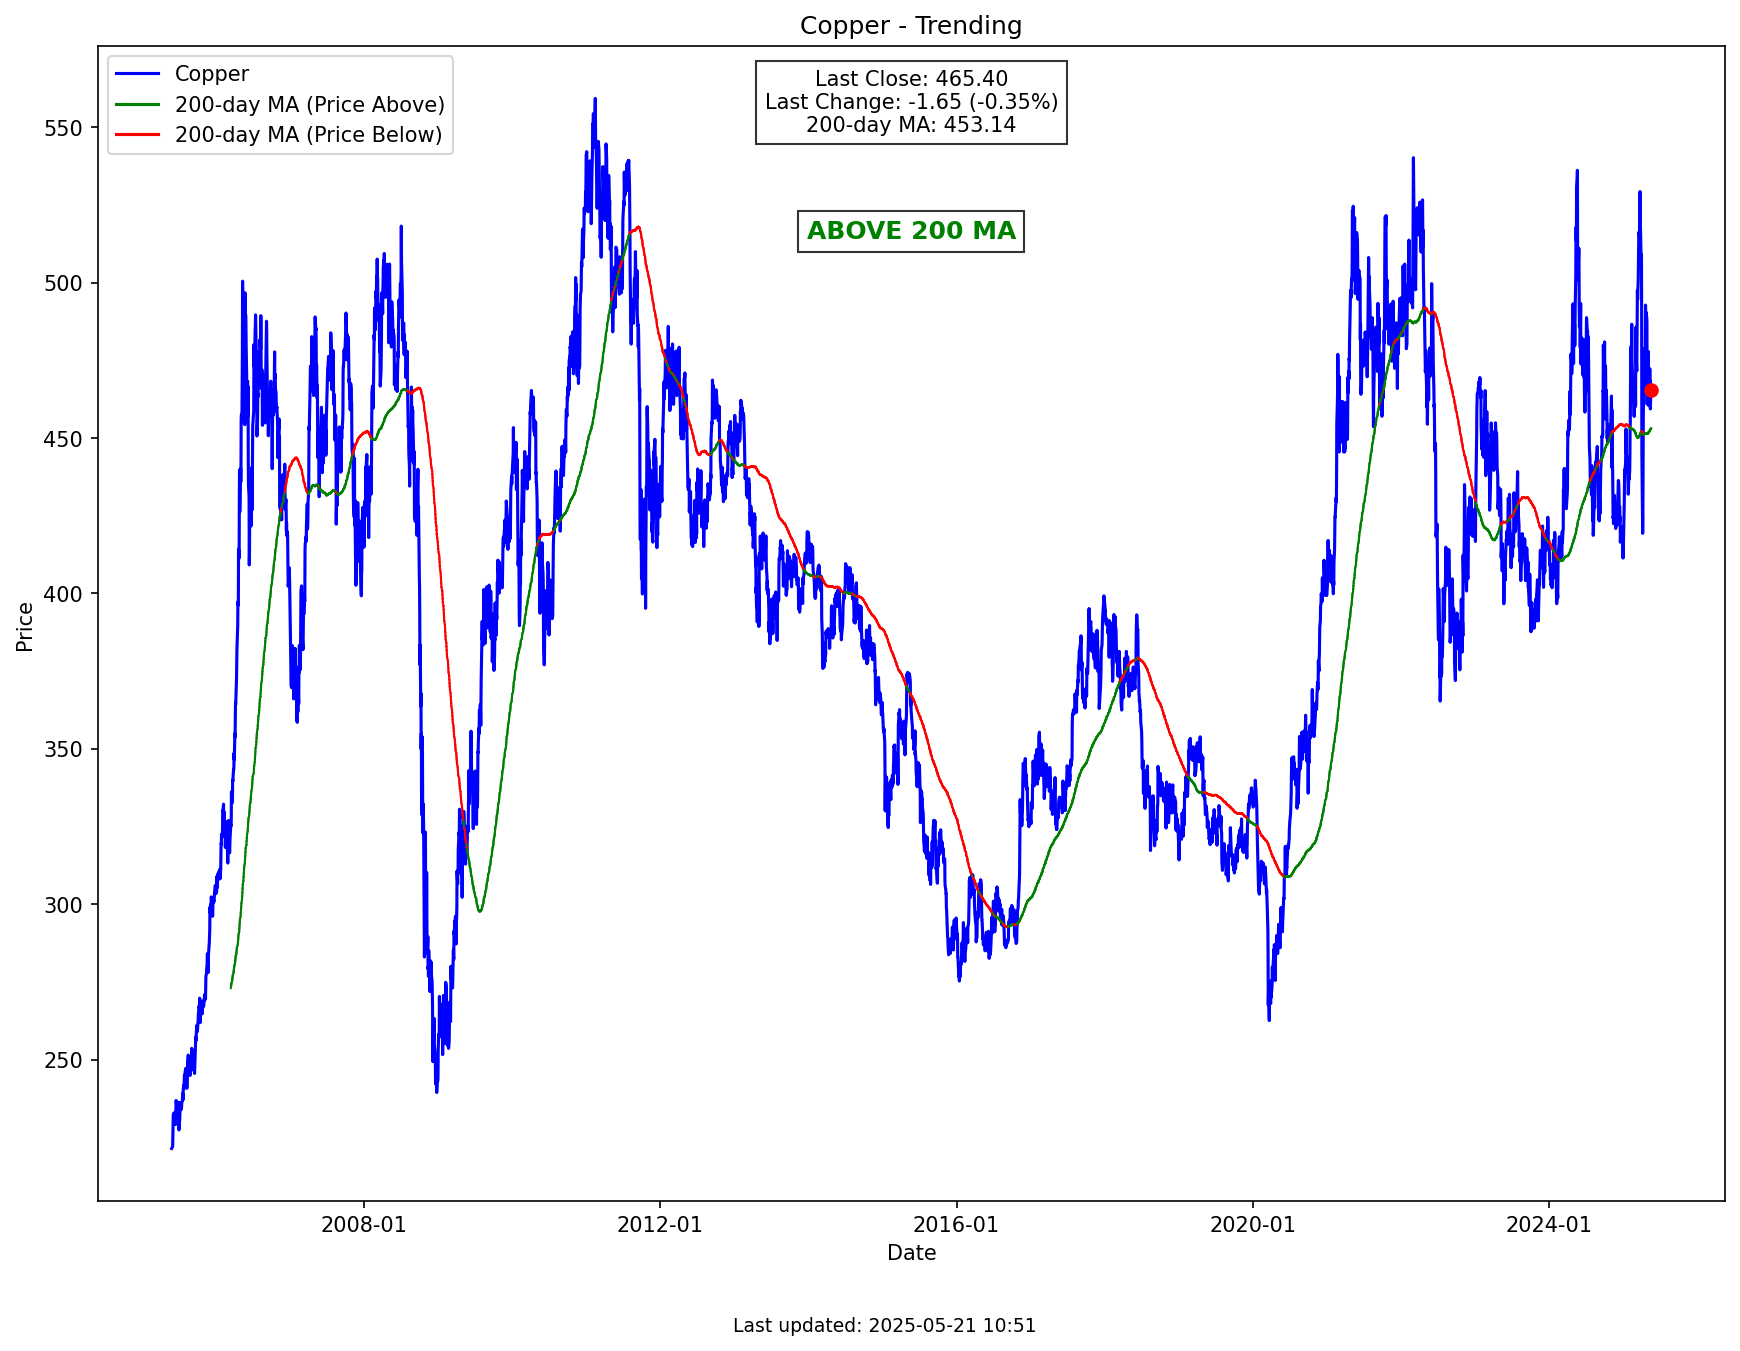 Copper - Trending
Copper
200-day MA (Price Above)
200-day MA (Price Below)
Last Close: 465.40
Last Change: -1.65 (-0.35%)
200-day MA: 453.14
ABOVE 200 MA
Price
550
500
450
400
350
300
250
2008-01
2012-01
2016-01
2020-01
2024-01
Date
Last updated: 2025-05-21 10:51